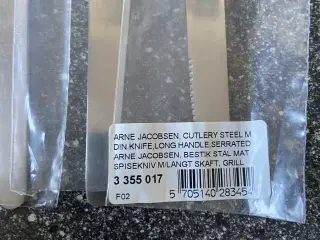 ARNE JACOBSEN, CUTLERY STEEL M
DIN.KNIFE,LONG HANDLE,SERRATED
ARNE JACOBSEN, BESTIK STÅL MAT
SPISEKNIV M/LANGT SKAFT, GRILL
3 355 017
F02
5 705140 28345